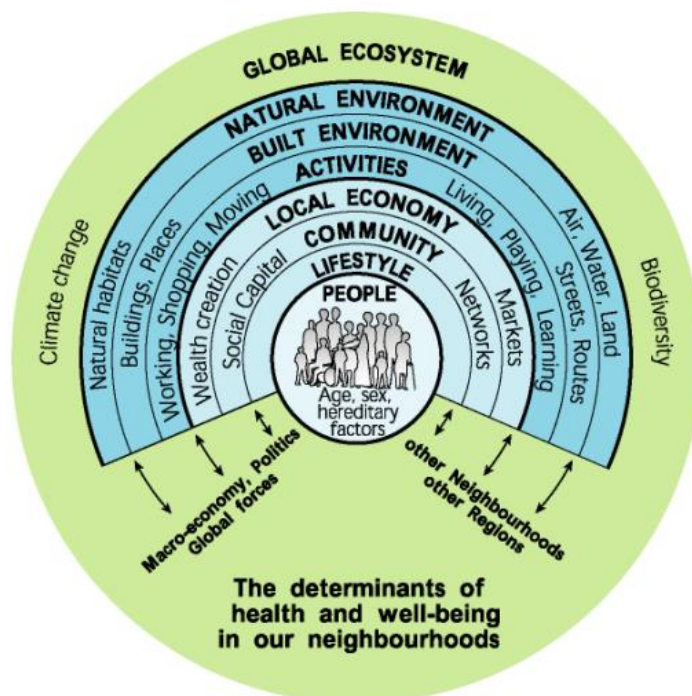 GLOBAL ECOSYSTEM
NATURAL ENVIRONMENT
BUILT ENVIRONMENT
ACTIVITIES
LOCAL ECONOMY
COMMUNITY
LIFESTYLE
PEOPLE
Age, sex,
hereditary
factors
Climate change
Natural habitats
Buildings, Places
Working, Shopping, Moving
Wealth creation
Social Capital
Networks
Markets
Living, Playing, Learning
Streets, Routes
Air, Water, Land
Biodiversity
Macro-economy, Politics
Global forces
other Neighbourhoods
other Regions
The determinants of
health and well-being
in our neighbourhoods